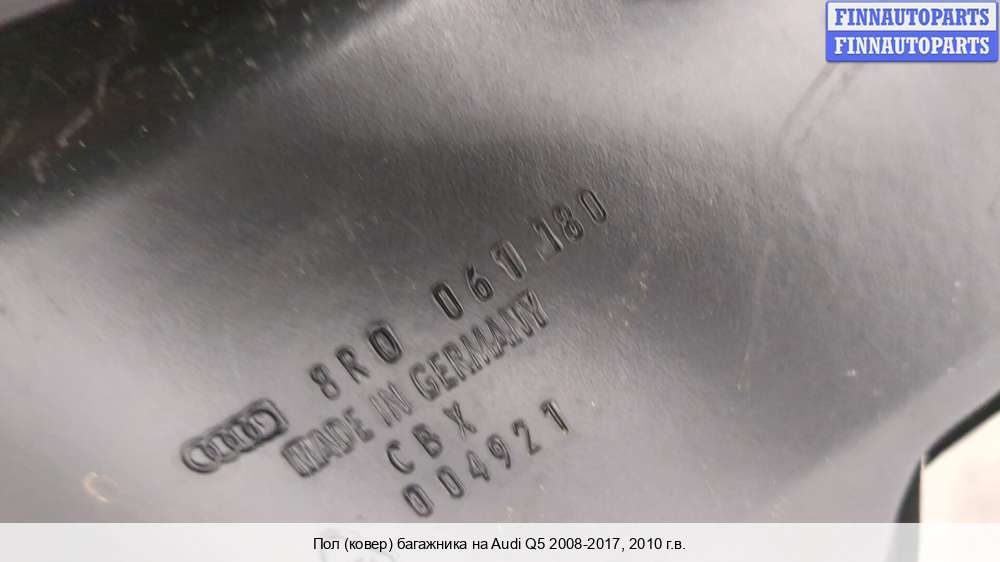 FINNAUTOPARTS
FINNAUTOPARTS
8R0 061 180
MADE IN GERMANY
CBX
004921
Пол (ковер) багажника на Audi Q5 2008-2017, 2010 г.в.